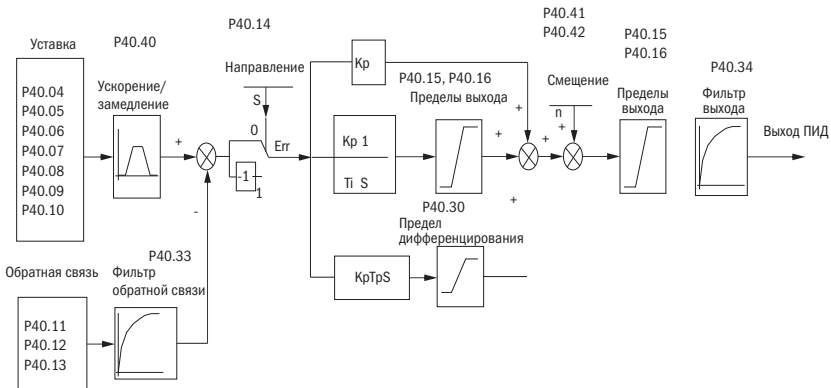 P40.41
P40.42
P40.14
P40.40
P40.15
P40.16
Уставка
P40.04
P40.05
P40.06
P40.07
P40.08
P40.09
P40.10
Ускорение/
замедление
+
-
Направление
S
0
Err
-1
1
Kp
Kp 1
Ti S
KpTpS
P40.15, P40.16
Пределы выхода
+
+
+
P40.30
Предел
дифференцирования
Смещение
n
+
+
Пределы
выхода
P40.34
Фильтр
выхода
Выход ПИД
P40.33
Обратная связь
Фильтр
обратной связи
P40.11
P40.12
P40.13